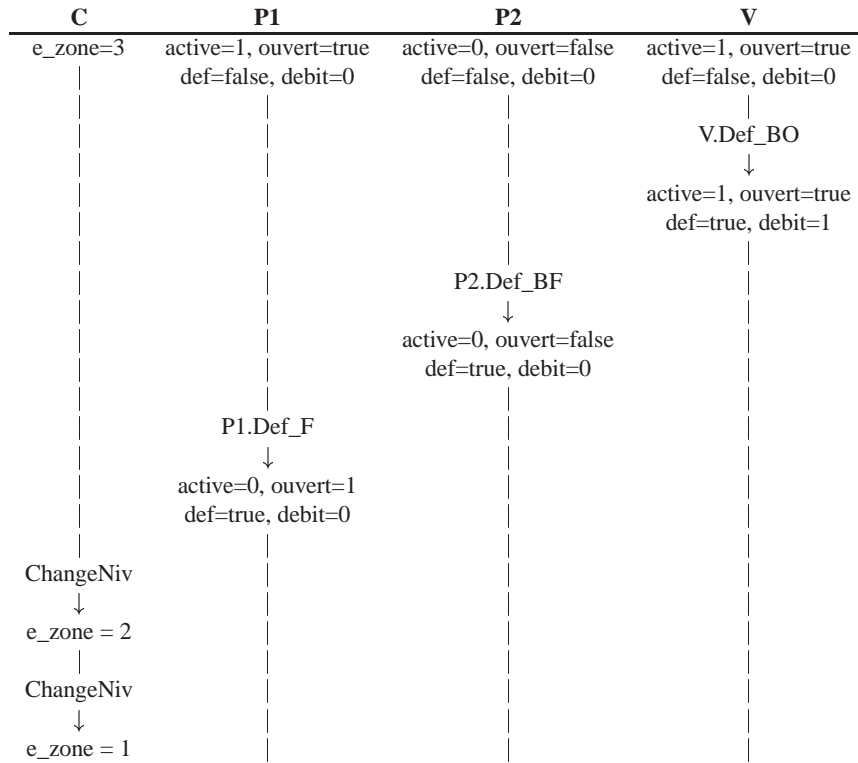 C P1 P2 V
e_zone=3 active=1, ouvert=true active=0, ouvert=false active=1, ouvert=true
def=false, debit=0 def=false, debit=0 def=false, debit=0
V.Def_BO
↓
active=1, ouvert=true
def=true, debit=1
P2.Def_BF
↓
active=0, ouvert=false
def=true, debit=0
P1.Def_F
↓
active=0, ouvert=1
def=true, debit=0
ChangeNiv
↓
e_zone = 2
ChangeNiv
↓
e_zone = 1